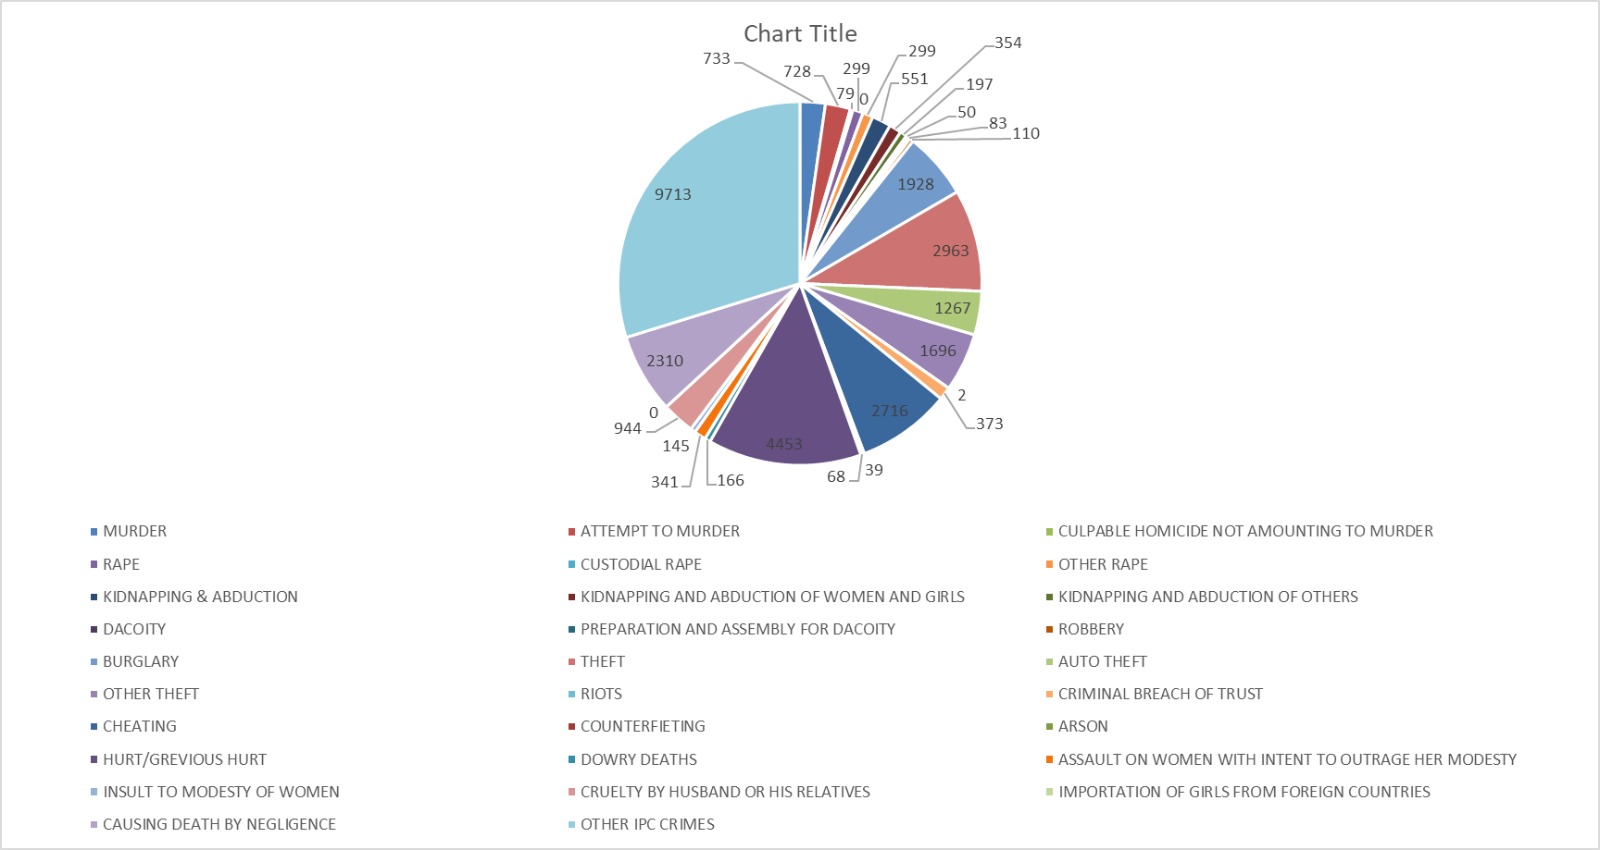 Chart Title
733
728
79
299
0
299
551
354
197
50
83
110
1928
2963
1267
1696
2
373
2716
39
68
4453
166
341
145
944
0
2310
9713
MURDER ATTEMPT TO MURDER CULPABLE HOMICIDE NOT AMOUNTING TO MURDER
RAPE CUSTODIAL RAPE OTHER RAPE
KIDNAPPING & ABDUCTION KIDNAPPING AND ABDUCTION OF WOMEN AND GIRLS KIDNAPPING AND ABDUCTION OF OTHERS
DACOITY PREPARATION AND ASSEMBLY FOR DACOITY ROBBERY
BURGLARY THEFT AUTO THEFT
OTHER THEFT RIOTS CRIMINAL BREACH OF TRUST
CHEATING COUNTERFIETING ARSON
HURT/GREVIOUS HURT DOWRY DEATHS ASSAULT ON WOMEN WITH INTENT TO OUTRAGE HER MODESTY
INSULT TO MODESTY OF WOMEN CRUELTY BY HUSBAND OR HIS RELATIVES IMPORTATION OF GIRLS FROM FOREIGN COUNTRIES
CAUSING DEATH BY NEGLIGENCE OTHER IPC CRIMES